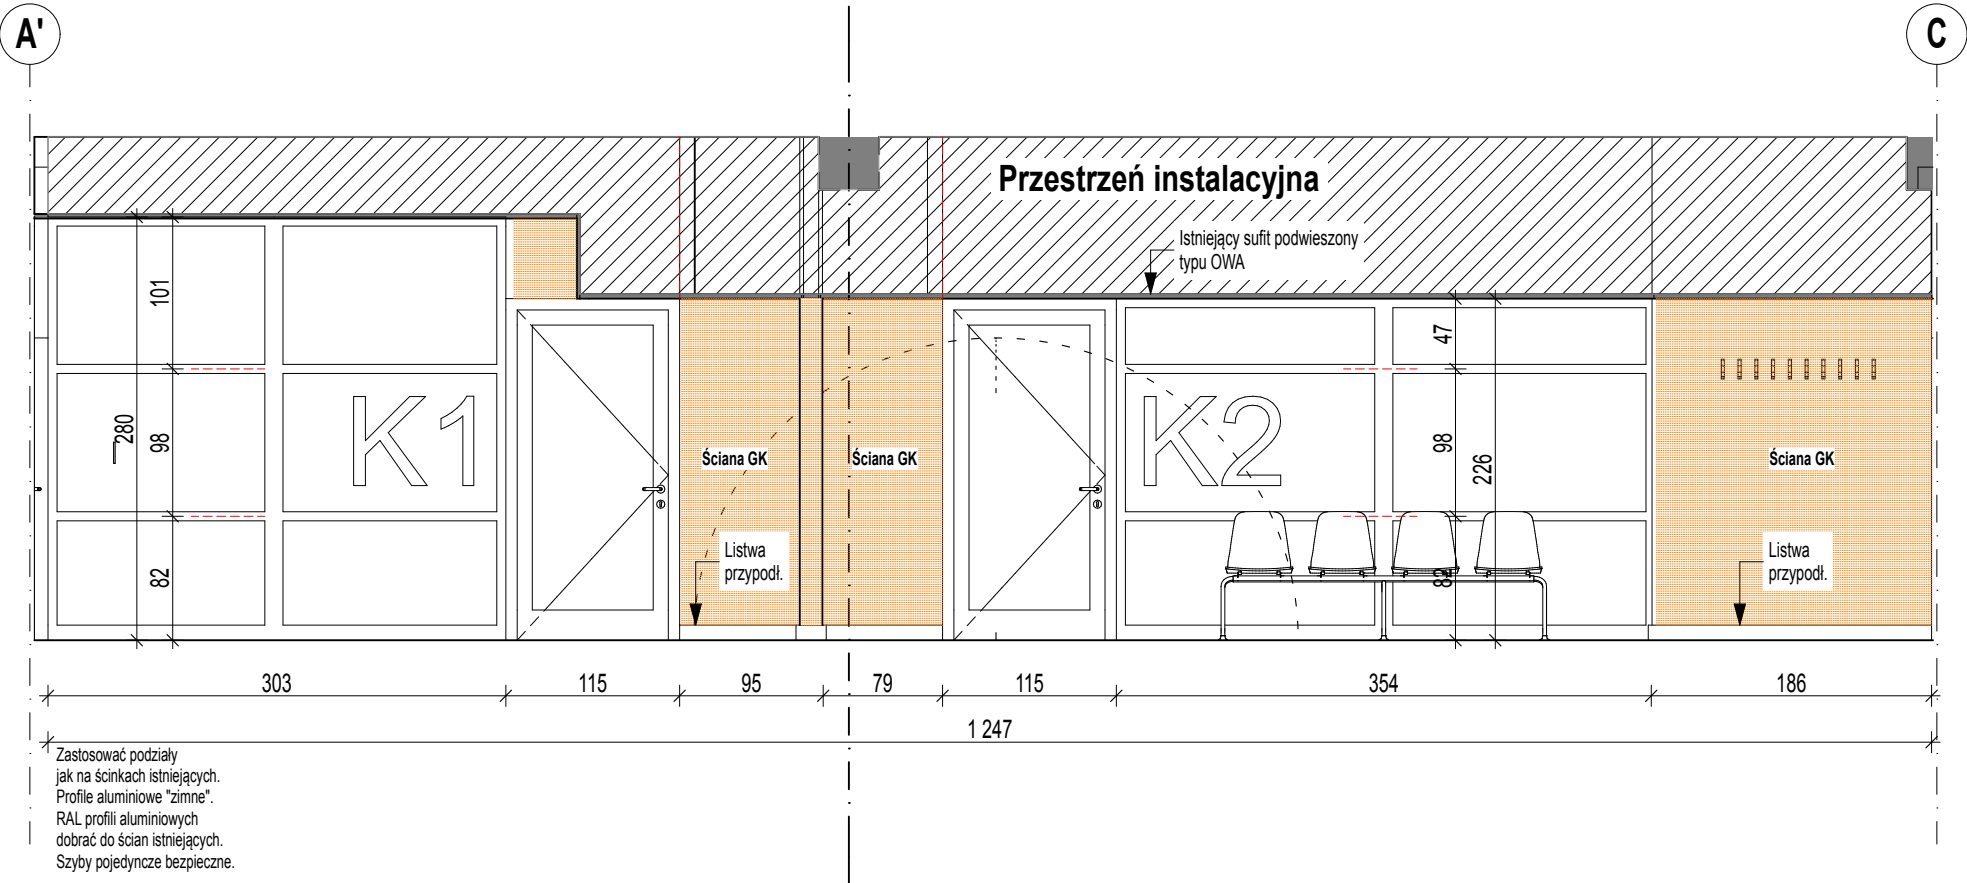 A'
C
Przestrzeń instalacyjna
Istniejący sufit podwieszony
typu OWA
101
280
98
82
K1
Ściana GK
Ściana GK
Listwa
przypodł.
K2
47
98
226
82
Ściana GK
Listwa
przypodł.
303
115
95
79
115
354
186
1 247
Zastosować podziały
jak na ścinkach istniejących.
Profile aluminiowe "zimne".
RAL profili aluminiowych
dobrać do ścian istniejących.
Szyby pojedyncze bezpieczne.